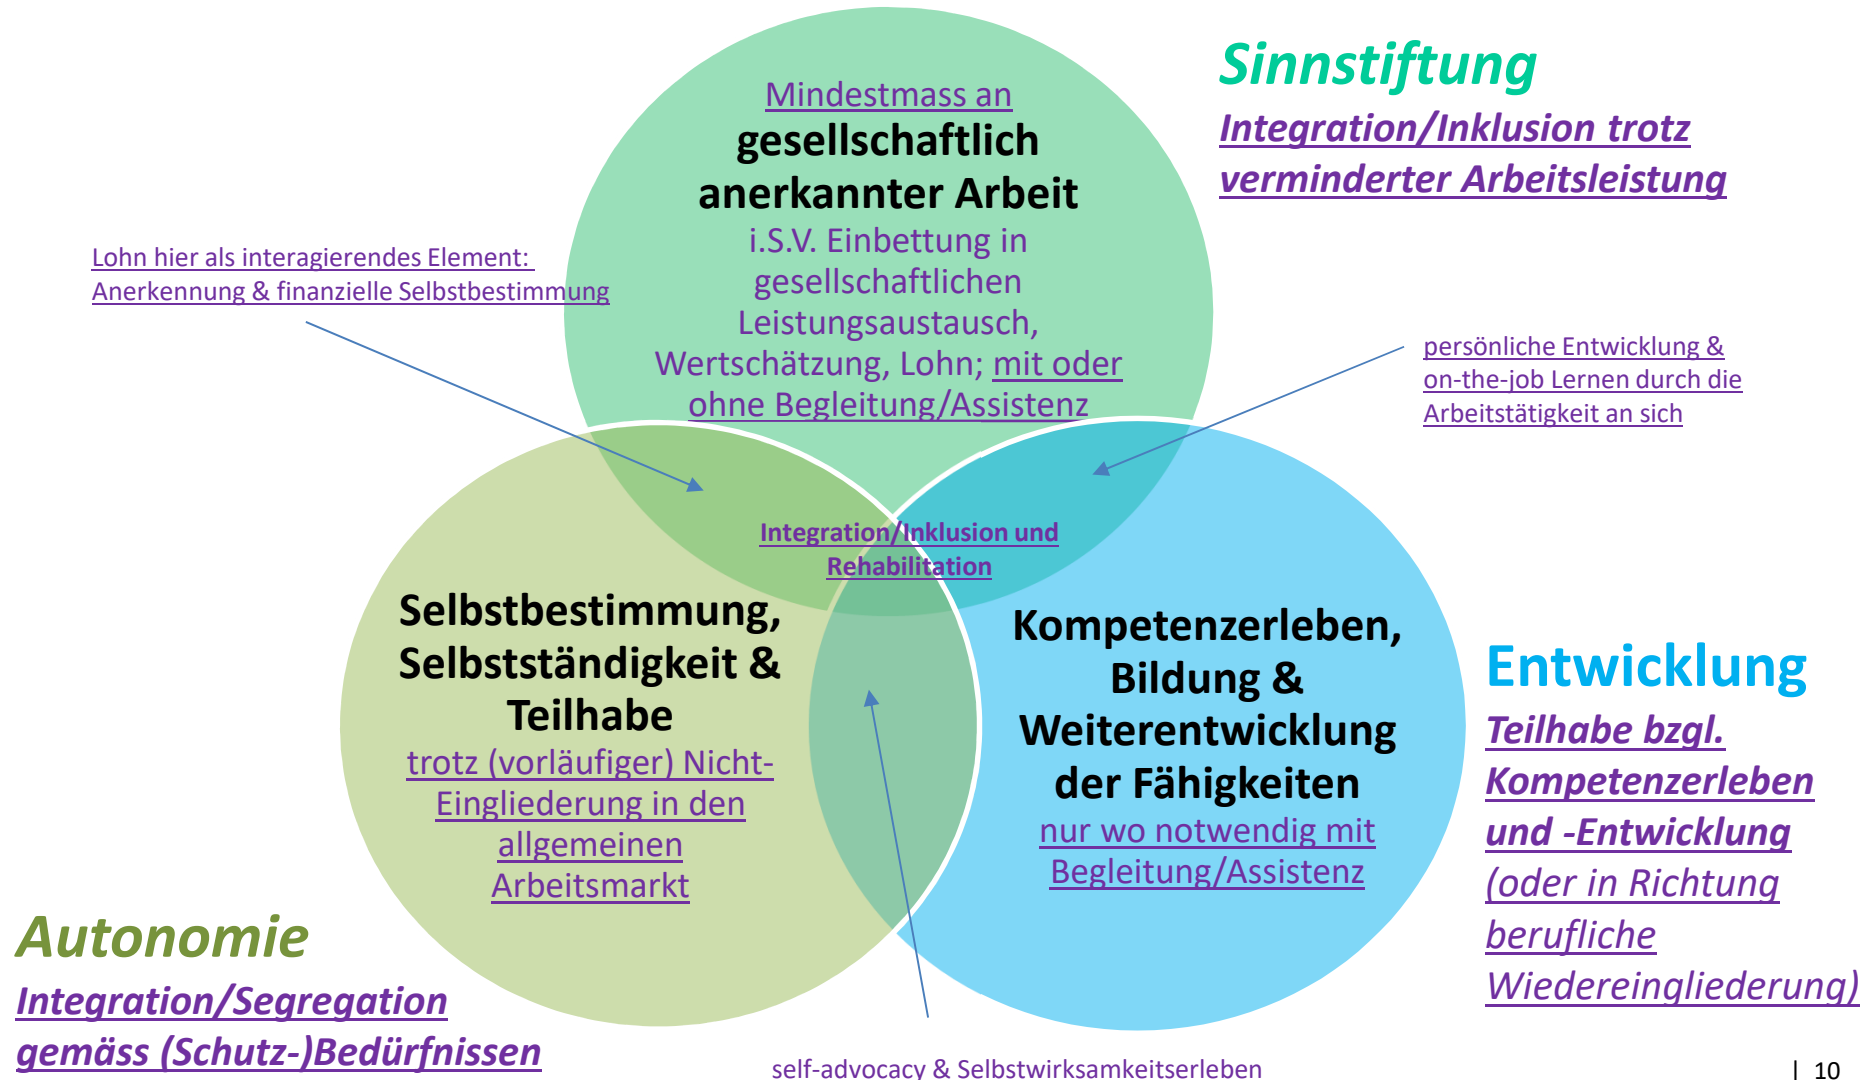 Sinnstiftung
Integration/Inklusion trotz
verminderter Arbeitsleistung
Mindestmass an
gesellschaftlich
anerkannter Arbeit
i.S.V. Einbettung in
gesellschaftlichen
Leistungsaustausch,
Wertschätzung, Lohn; mit oder
ohne Begleitung/Assistenz
Lohn hier als interagierendes Element:
Anerkennung & finanzielle Selbstbestimmung
persönliche Entwicklung &
on-the-job Lernen durch die
Arbeitstätigkeit an sich
Integration/Inklusion und
Rehabilitation
Selbstbestimmung,
Selbstständigkeit &
Teilhabe
trotz (vorläufiger) Nicht-
Eingliederung in den
allgemeinen
Arbeitsmarkt
Kompetenzerleben,
Bildung &
Weiterentwicklung
der Fähigkeiten
nur wo notwendig mit
Begleitung/Assistenz
Entwicklung
Teilhabe bzgl.
Kompetenzerleben
und -Entwicklung
(oder in Richtung
berufliche
Wiedereingliederung)
Autonomie
Integration/Segregation
gemäss (Schutz-)Bedürfnissen
self-advocacy & Selbstwirksamkeitserleben
| 10